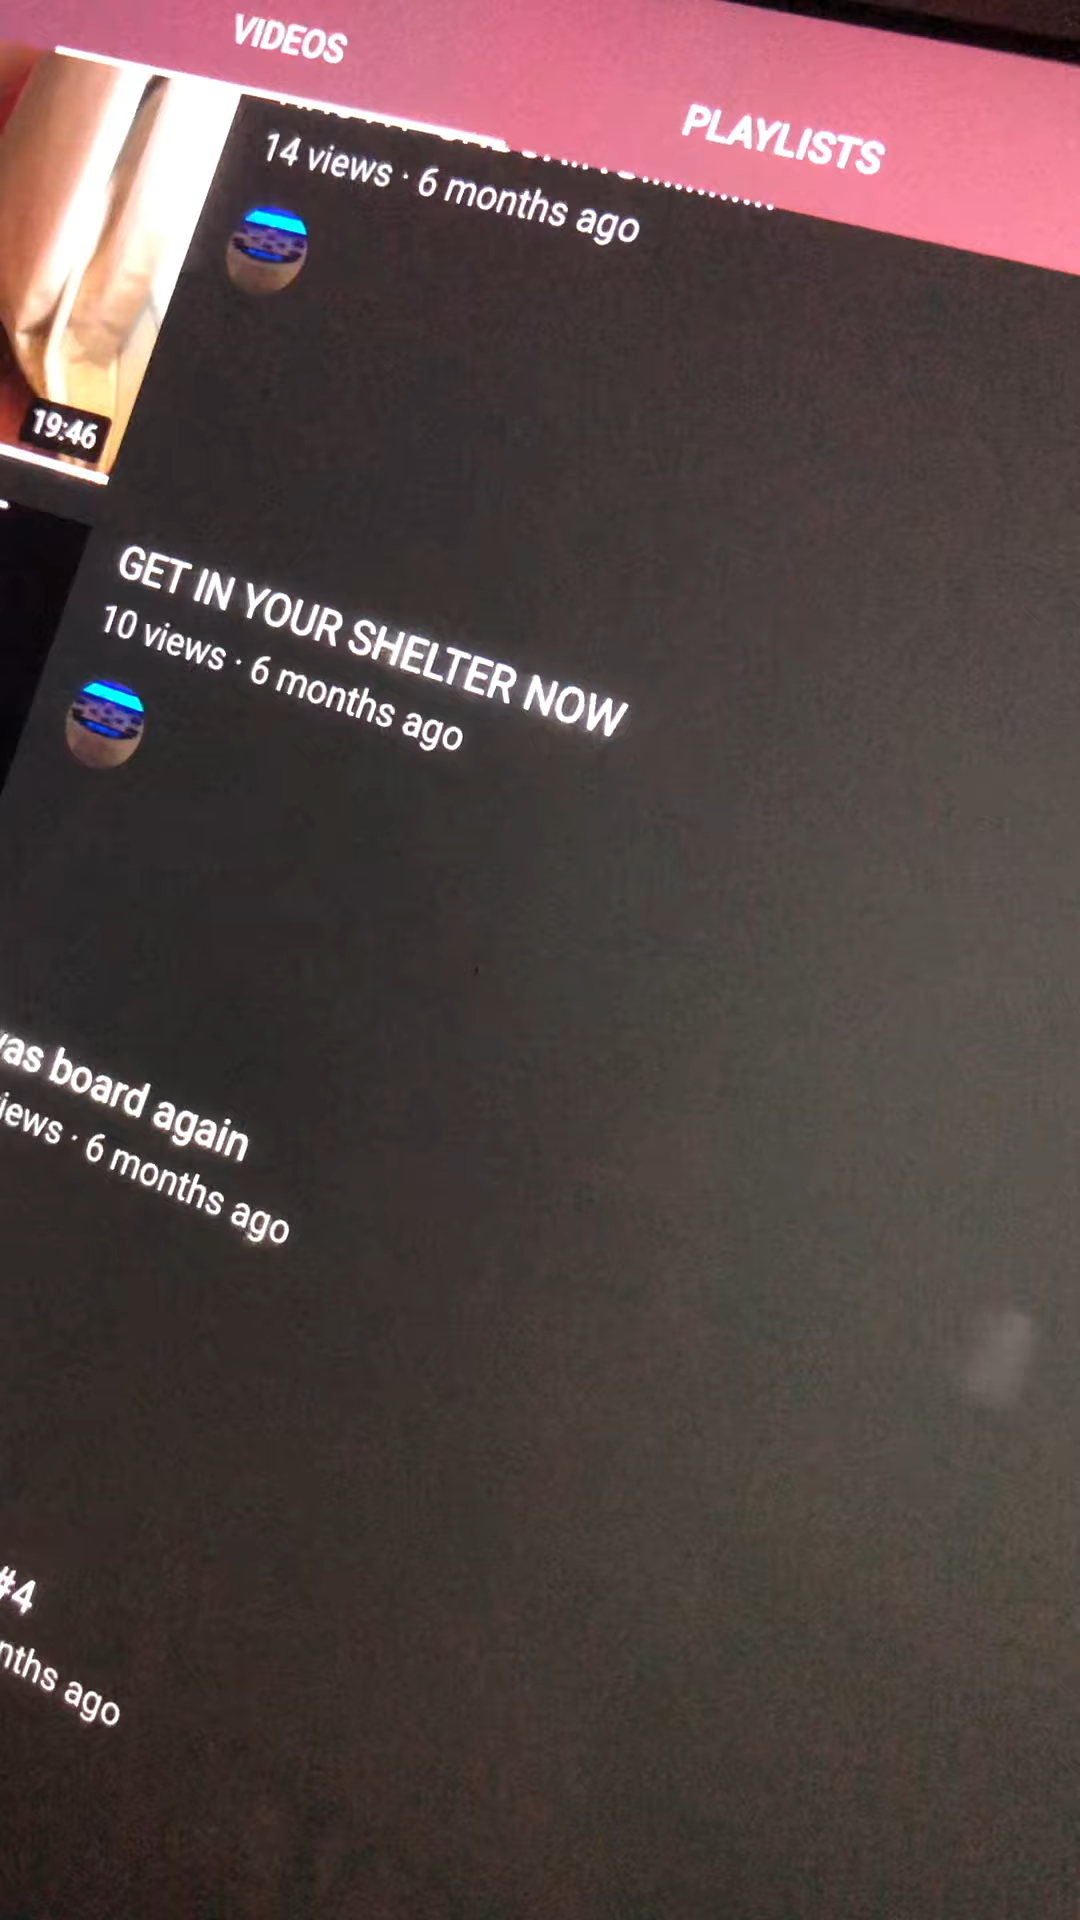 VIDEOS
PLAYLISTS
14 views · 6 months ago
19:46
GET IN YOUR SHELTER NOW
10 views · 6 months ago
board again
· 6 months ago
#4
ago